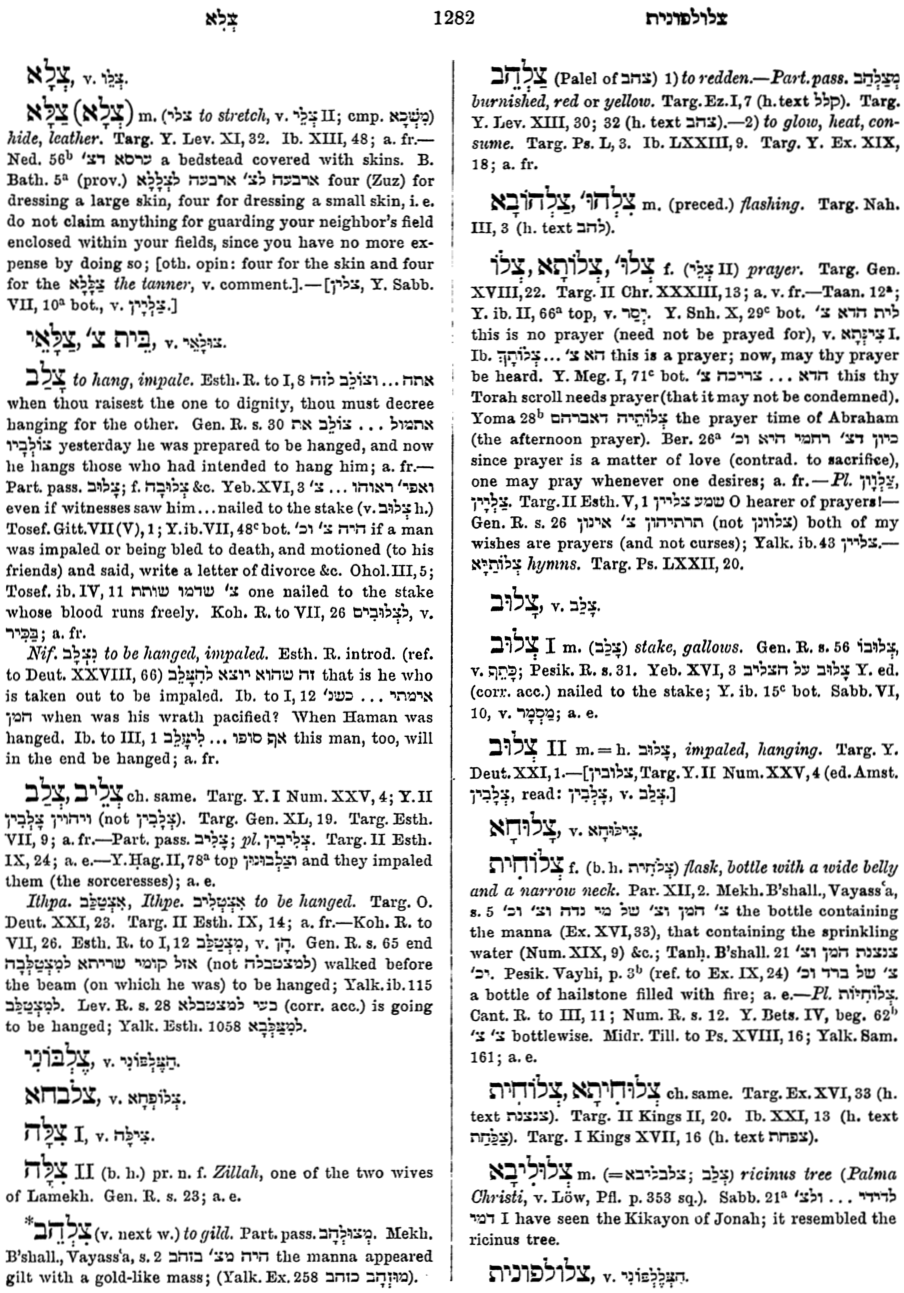 צִלָּא 1282 צלולפונית
צְלָא, v. צְלֵי.
צַלָּא (צְלָא) m. (צלי to stretch, v. צְלֵי II; cmp. מַשְׁכָּא)
hide, leather. Targ. Y. Lev. XI, 32. Ib. XIII, 48; a. fr.—
Ned. 56ᵇ ערסא דצ׳ a bedstead covered with skins. B.
Bath. 5ᵃ (prov.) ארבעה לצ׳ ארבעה לצְלָלָא four (Zuz) for
dressing a large skin, four for dressing a small skin, i. e.
do not claim anything for guarding your neighbor's field
enclosed within your fields, since you have no more ex-
pense by doing so; [oth. opin: four for the skin and four
for the צַלָּלָא the tanner, v. comment.].—[צלין, Y. Sabb.
VII, 10ᵃ bot., v. צַלְיָין.]
צַלָּאֵי, בֵּית צ׳, v. צוּלָּאֵי.
צָלַב to hang, impale. Esth. R. to I, 8 אתה ... וצוֹלֵב לזה
when thou raisest the one to dignity, thou must decree
hanging for the other. Gen. R. s. 30 אתמול ... צוֹלֵב את
צוֹלְבָיו yesterday he was prepared to be hanged, and now
he hangs those who had intended to hang him; a. fr.—
Part. pass. צָלוּב; f. צְלוּבָה &c. Yeb. XVI, 3 ואפי׳ ראוהו ... צ׳
even if witnesses saw him...nailed to the stake (v. צָלוּב h.)
Tosef. Gitt. VII (V), 1; Y. ib. VII, 48ᶜ bot. היה צ׳ וכ׳ if a man
was impaled or being bled to death, and motioned (to his
friends) and said, write a letter of divorce &c. Ohol. III, 5;
Tosef. ib. IV, 11 צ׳ שדמו שותת one nailed to the stake
whose blood runs freely. Koh. R. to VII, 26 לצְלוּבִים, v.
בַּכִּיר; a. fr.
Nif. נִצְלָב to be hanged, impaled. Esth. R. introd. (ref.
to Deut. XXVIII, 66) זה שהוא יוצא לְהִצָּלֵב that is he who
is taken out to be impaled. Ib. to I, 12 אימתי ... כשנ׳
המן when was his wrath pacified? When Haman was
hanged. Ib. to III, 1 אף סופו ... לִיצָּלֵב this man, too, will
in the end be hanged; a. fr.
צְלַב, צְלֵיב ch. same. Targ. Y. I Num. XXV, 4; Y. II
ויהוין צָלְבִין (not צָלְבִין). Targ. Gen. XL, 19. Targ. Esth.
VII, 9; a. fr.—Part. pass. צְלִיב; pl. צְלִיבִין. Targ. II Esth.
IX, 24; a. e.—Y. Ḥag. II, 78ᵃ top וצַלְבוּנוּן and they impaled
them (the sorceresses); a. e.
Ithpa. אִצְטַלַּב, Ithpe. אִצְטְלִיב to be hanged. Targ. O.
Deut. XXI, 23. Targ. II Esth. IX, 14; a. fr.—Koh. R. to
VII, 26. Esth. R. to I, 12 מִצְטַלֵּב, v. הָן. Gen. R. s. 65 end
אזל קומי שריתא למִצְטַלָּבָה (not למצטבלה) walked before
the beam (on which he was) to be hanged; Yalk. ib. 115
לְמִצְטַלֵּב. Lev. R. s. 28 בעי למצטבלא (corr. acc.) is going
to be hanged; Yalk. Esth. 1058 לְמִצְלְבָא.
צֶלְבּוֹנִי, v. הַצְלֶלְפּוֹנִי.
צלבחא, v. צְלוֹפְחָא.
צִלָּה I, v. צִילָּה.
צִלָּה II (b. h.) pr. n. f. Zillah, one of the two wives
of Lamekh. Gen. R. s. 23; a. e.
*צִלְהֵב (v. next w.) to gild. Part. pass. מְצוּלְהָב. Mekh.
B'shall., Vayass'a, s. 2 היה מצ׳ כזהב the manna appeared
gilt with a gold-like mass; (Yalk. Ex. 258 מוּזְהָב כזהב).
צַלְהֵב (Palel of צהב) 1) to redden.—Part. pass. מְצַלְהַב
burnished, red or yellow. Targ. Ez. I, 7 (h. text קלל). Targ.
Y. Lev. XIII, 30; 32 (h. text צהב).—2) to glow, heat, con-
sume. Targ. Ps. L, 3. Ib. LXXIII, 9. Targ. Y. Ex. XIX,
18; a. fr.
צַלְהוֹבָא, צִלְהוּ׳ m. (preced.) flashing. Targ. Nah.
III, 3 (h. text להב).
צְלוֹ, צְלוֹתָא, צְלוּ׳ f. (צְלֵי II) prayer. Targ. Gen.
XVIII, 22. Targ. II Chr. XXXIII, 13; a. v. fr.—Taan. 12ᵃ;
Y. ib. II, 66ᵃ top, v. יְסַר. Y. Snh. X, 29ᶜ bot. לית הדא צ׳
this is no prayer (need not be prayed for), v. צִינְּתָא I.
Ib. הא צ׳ ... צְלוֹתָךְ this is a prayer; now, may thy prayer
be heard. Y. Meg. I, 71ᶜ bot. הדא ... צריכה צ׳ this thy
Torah scroll needs prayer (that it may not be condemned).
Yoma 28ᵇ צְלוֹתֵיהּ דאברהם the prayer time of Abraham
(the afternoon prayer). Ber. 26ᵃ כיון דצ׳ רחמי היא וכ׳
since prayer is a matter of love (contrad. to sacrifice),
one may pray whenever one desires; a. fr.—Pl. צַלְוָון,
צַלְיָין. Targ. II Esth. V, 1 שמע צליין O hearer of prayers!—
Gen. R. s. 26 תרתיהון צ׳ אינון (not צלוונן) both of my
wishes are prayers (and not curses); Yalk. ib. 43 צליין.—
צְלוֹתַיָּא hymns. Targ. Ps. LXXII, 20.
צָלוּב, v. צָלַב.
צְלוּב I m. (צָלַב) stake, gallows. Gen. R. s. 56 צְלוּבוֹ,
v. כָּתֵף; Pesik. R. s. 31. Yeb. XVI, 3 צלוב על הצליב Y. ed.
(corr. acc.) nailed to the stake; Y. ib. 15ᶜ bot. Sabb. VI,
10, v. מַסְמֵר; a. e.
צְלוּב II m. = h. צָלוּב, impaled, hanging. Targ. Y.
Deut. XXI, 1.—[צלובין, Targ. Y. II Num. XXV, 4 (ed. Amst.
צָלְבִין, read: צָלְבִין, v. צְלַב.]
צָלוּחָא, v. צִילּוּחָא.
צְלוֹחִית f. (b. h. צְלֹחִית) flask, bottle with a wide belly
and a narrow neck. Par. XII, 2. Mekh. B'shall., Vayass'a,
s. 5 צ׳ המן וצ׳ של מי נדה וצ׳ וכ׳ the bottle containing
the manna (Ex. XVI, 33), that containing the sprinkling
water (Num. XIX, 9) &c.; Tanḥ. B'shall. 21 צנצנת המן וצ׳
וכ׳. Pesik. Vayhi, p. 3ᵇ (ref. to Ex. IX, 24) צ׳ של ברד וכ׳
a bottle of hailstone filled with fire; a. e.—Pl. צְלוֹחִיּוֹת.
Cant. R. to III, 11; Num. R. s. 12. Y. Bets. IV, beg. 62ᵇ
צ׳ צ׳ bottlewise. Midr. Till. to Ps. XVIII, 16; Yalk. Sam.
161; a. e.
צְלוֹחִית, צְלוֹחִיתָא ch. same. Targ. Ex. XVI, 33 (h.
text צנצנת). Targ. II Kings II, 20. Ib. XXI, 13 (h. text
צַלַּחַת). Targ. I Kings XVII, 16 (h. text צפחת).
צְלוּלִיבָא m. (=צלבליבא; צְלַב) ricinus tree (Palma
Christi, v. Löw, Pfl. p. 353 sq.). Sabb. 21ᵃ לדידי ... ולצ׳
דמי I have seen the Kikayon of Jonah; it resembled the
ricinus tree.
צלולפונית, v. הַצְלֶלְפּוֹנִי.